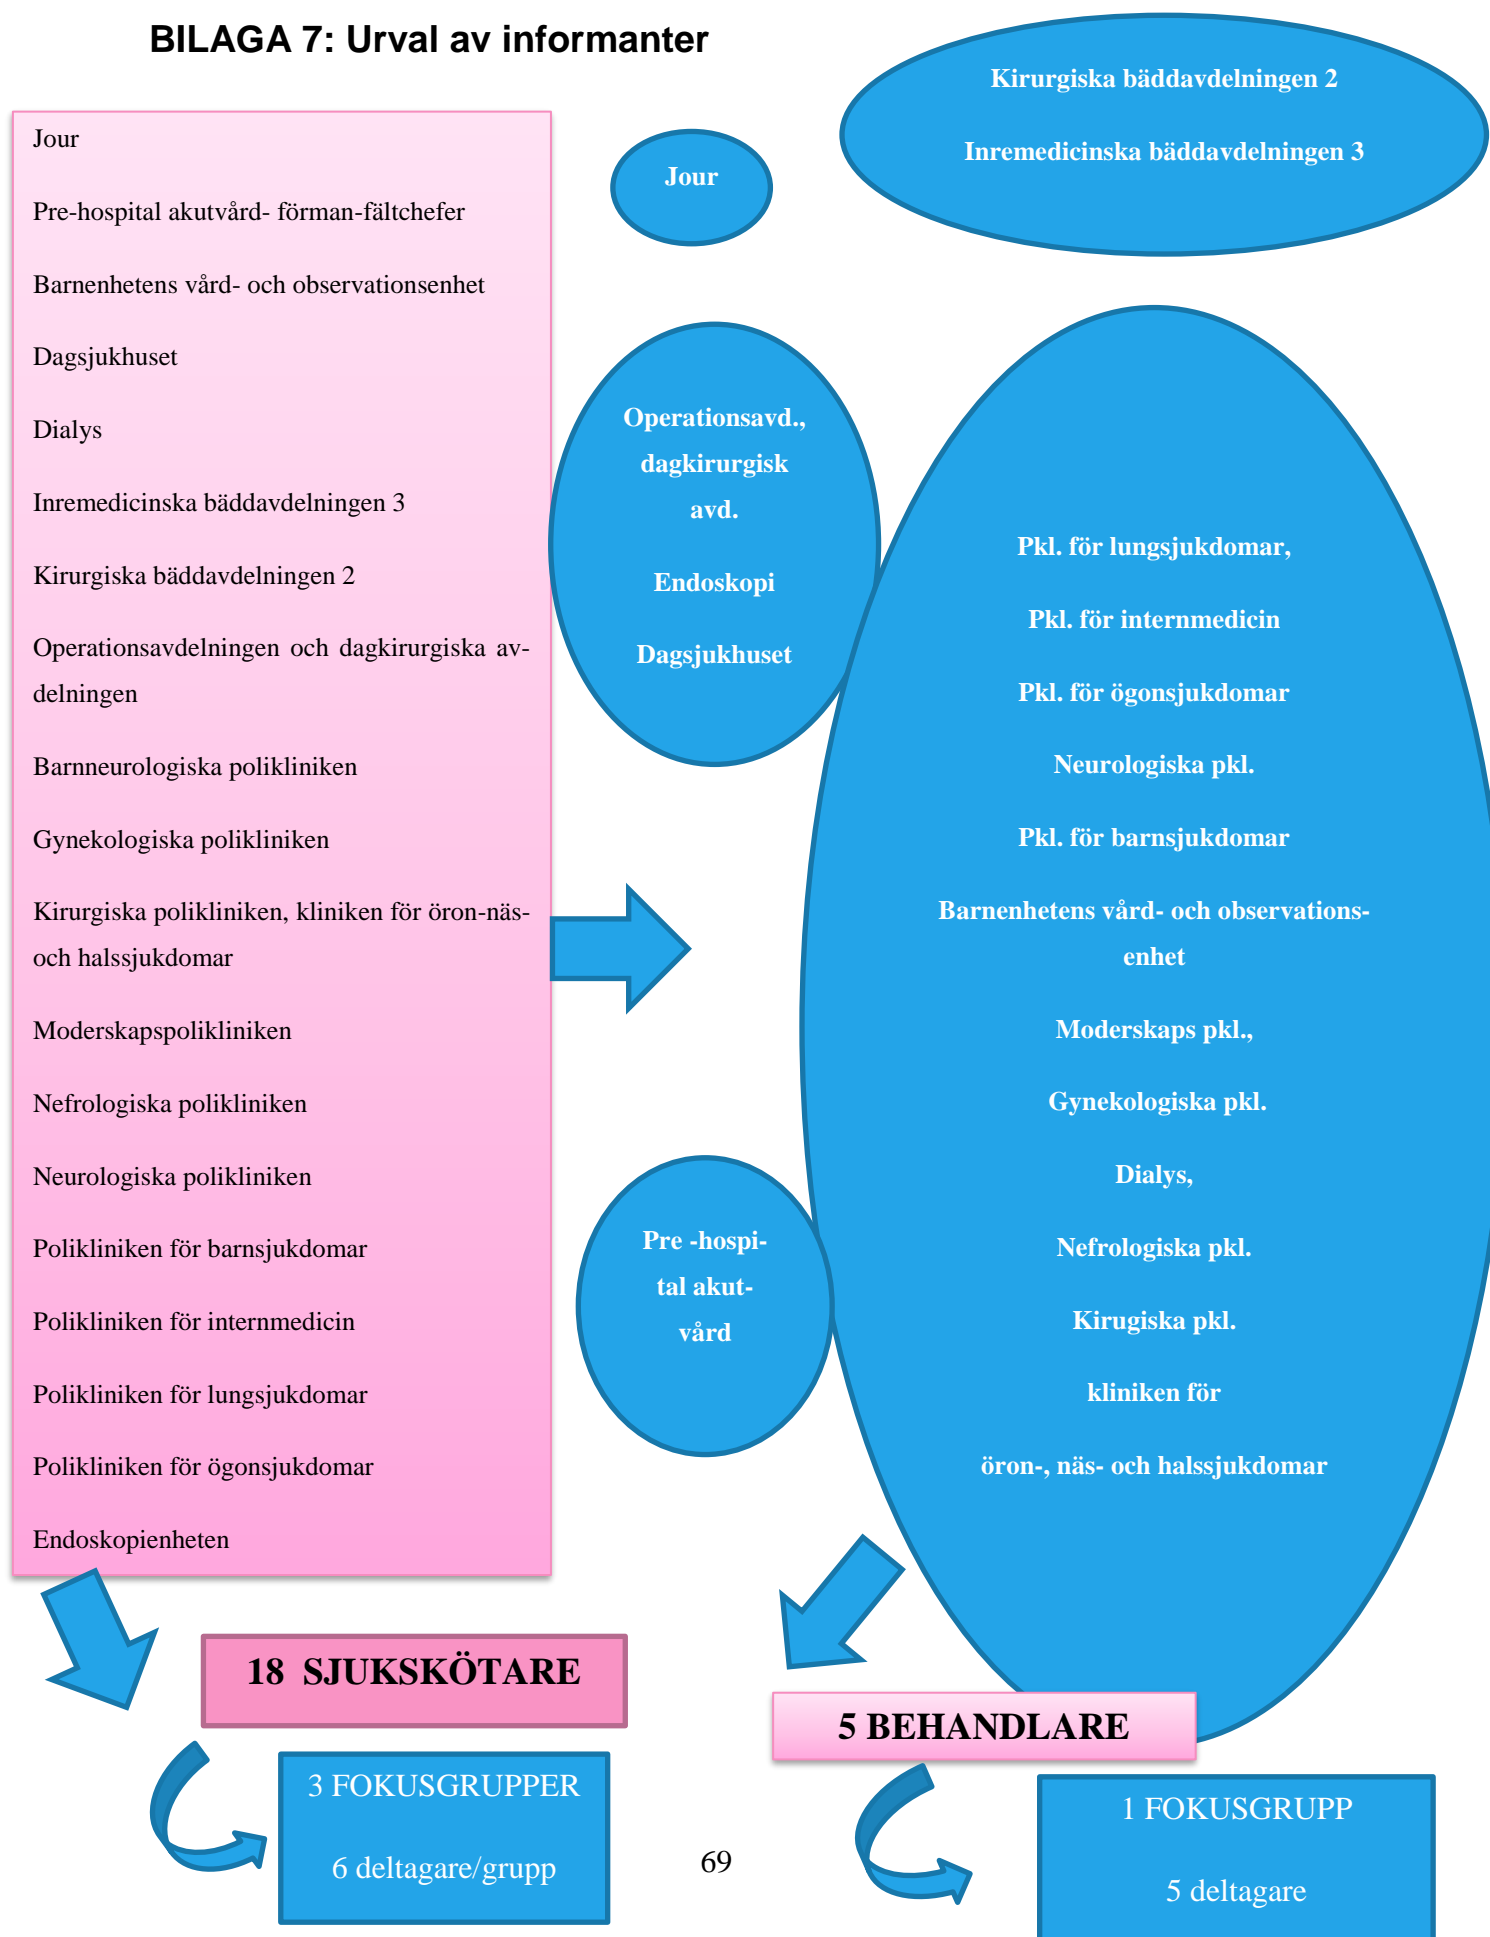 BILAGA 7: Urval av informanter
Jour
Pre-hospital akutvård- förman-fältchefer
Barnenhetens vård- och observationsenhet
Dagsjukhuset
Dialys
Inremedicinska bäddavdelningen 3
Kirurgiska bäddavdelningen 2
Operationsavdelningen och dagkirurgiska av-
delningen
Barnneurologiska polikliniken
Gynekologiska polikliniken
Kirurgiska polikliniken, kliniken för öron-näs-
och halssjukdomar
Moderskapspolikliniken
Nefrologiska polikliniken
Neurologiska polikliniken
Polikliniken för barnsjukdomar
Polikliniken för internmedicin
Polikliniken för lungsjukdomar
Polikliniken för ögonsjukdomar
Endoskopienheten
Jour
Kirurgiska bäddavdelningen 2
Inremedicinska bäddavdelningen 3
Operationsavd.,
dagkirurgisk
avd.
Endoskopi
Dagsjukhuset
Pre -hospi-
tal akut-
vård
Pkl. för lungsjukdomar,
Pkl. för internmedicin
Pkl. för ögonsjukdomar
Neurologiska pkl.
Pkl. för barnsjukdomar
Barnenhetens vård- och observations-
enhet
Moderskaps pkl.,
Gynekologiska pkl.
Dialys,
Nefrologiska pkl.
Kirugiska pkl.
kliniken för
öron-, näs- och halssjukdomar
18 SJUKSKÖTARE
3 FOKUSGRUPPER
6 deltagare/grupp
5 BEHANDLARE
1 FOKUSGRUPP
5 deltagare
69